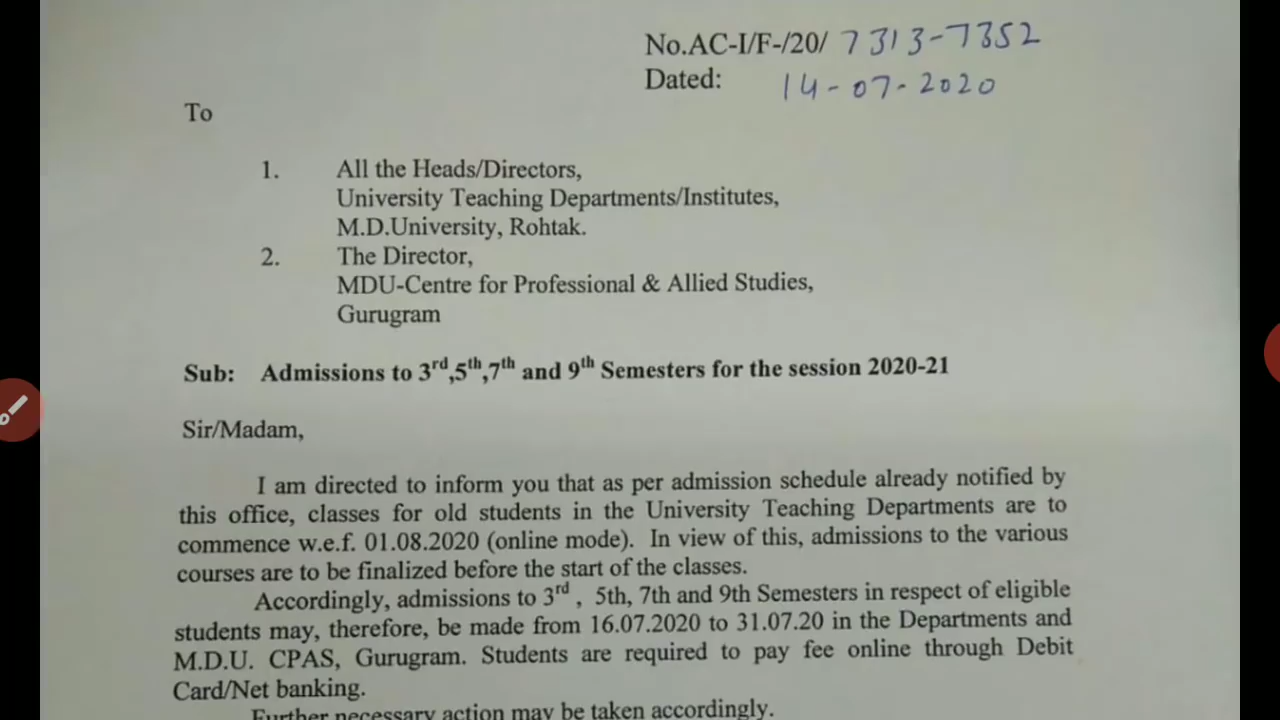 No.AC-I/F-/20/ 7313-7352
Dated: 14-07-2020
To
1. All the Heads/Directors,
University Teaching Departments/Institutes,
M.D.University, Rohtak.
2. The Director,
MDU-Centre for Professional & Allied Studies,
Gurugram
Sub: Admissions to 3rd,5th,7th and 9th Semesters for the session 2020-21
Sir/Madam,
I am directed to inform you that as per admission schedule already notified by
this office, classes for old students in the University Teaching Departments are to
commence w.e.f. 01.08.2020 (online mode). In view of this, admissions to the various
courses are to be finalized before the start of the classes.
Accordingly, admissions to 3rd , 5th, 7th and 9th Semesters in respect of eligible
students may, therefore, be made from 16.07.2020 to 31.07.20 in the Departments and
M.D.U. CPAS, Gurugram. Students are required to pay fee online through Debit
Card/Net banking.
Further necessary action may be taken accordingly.